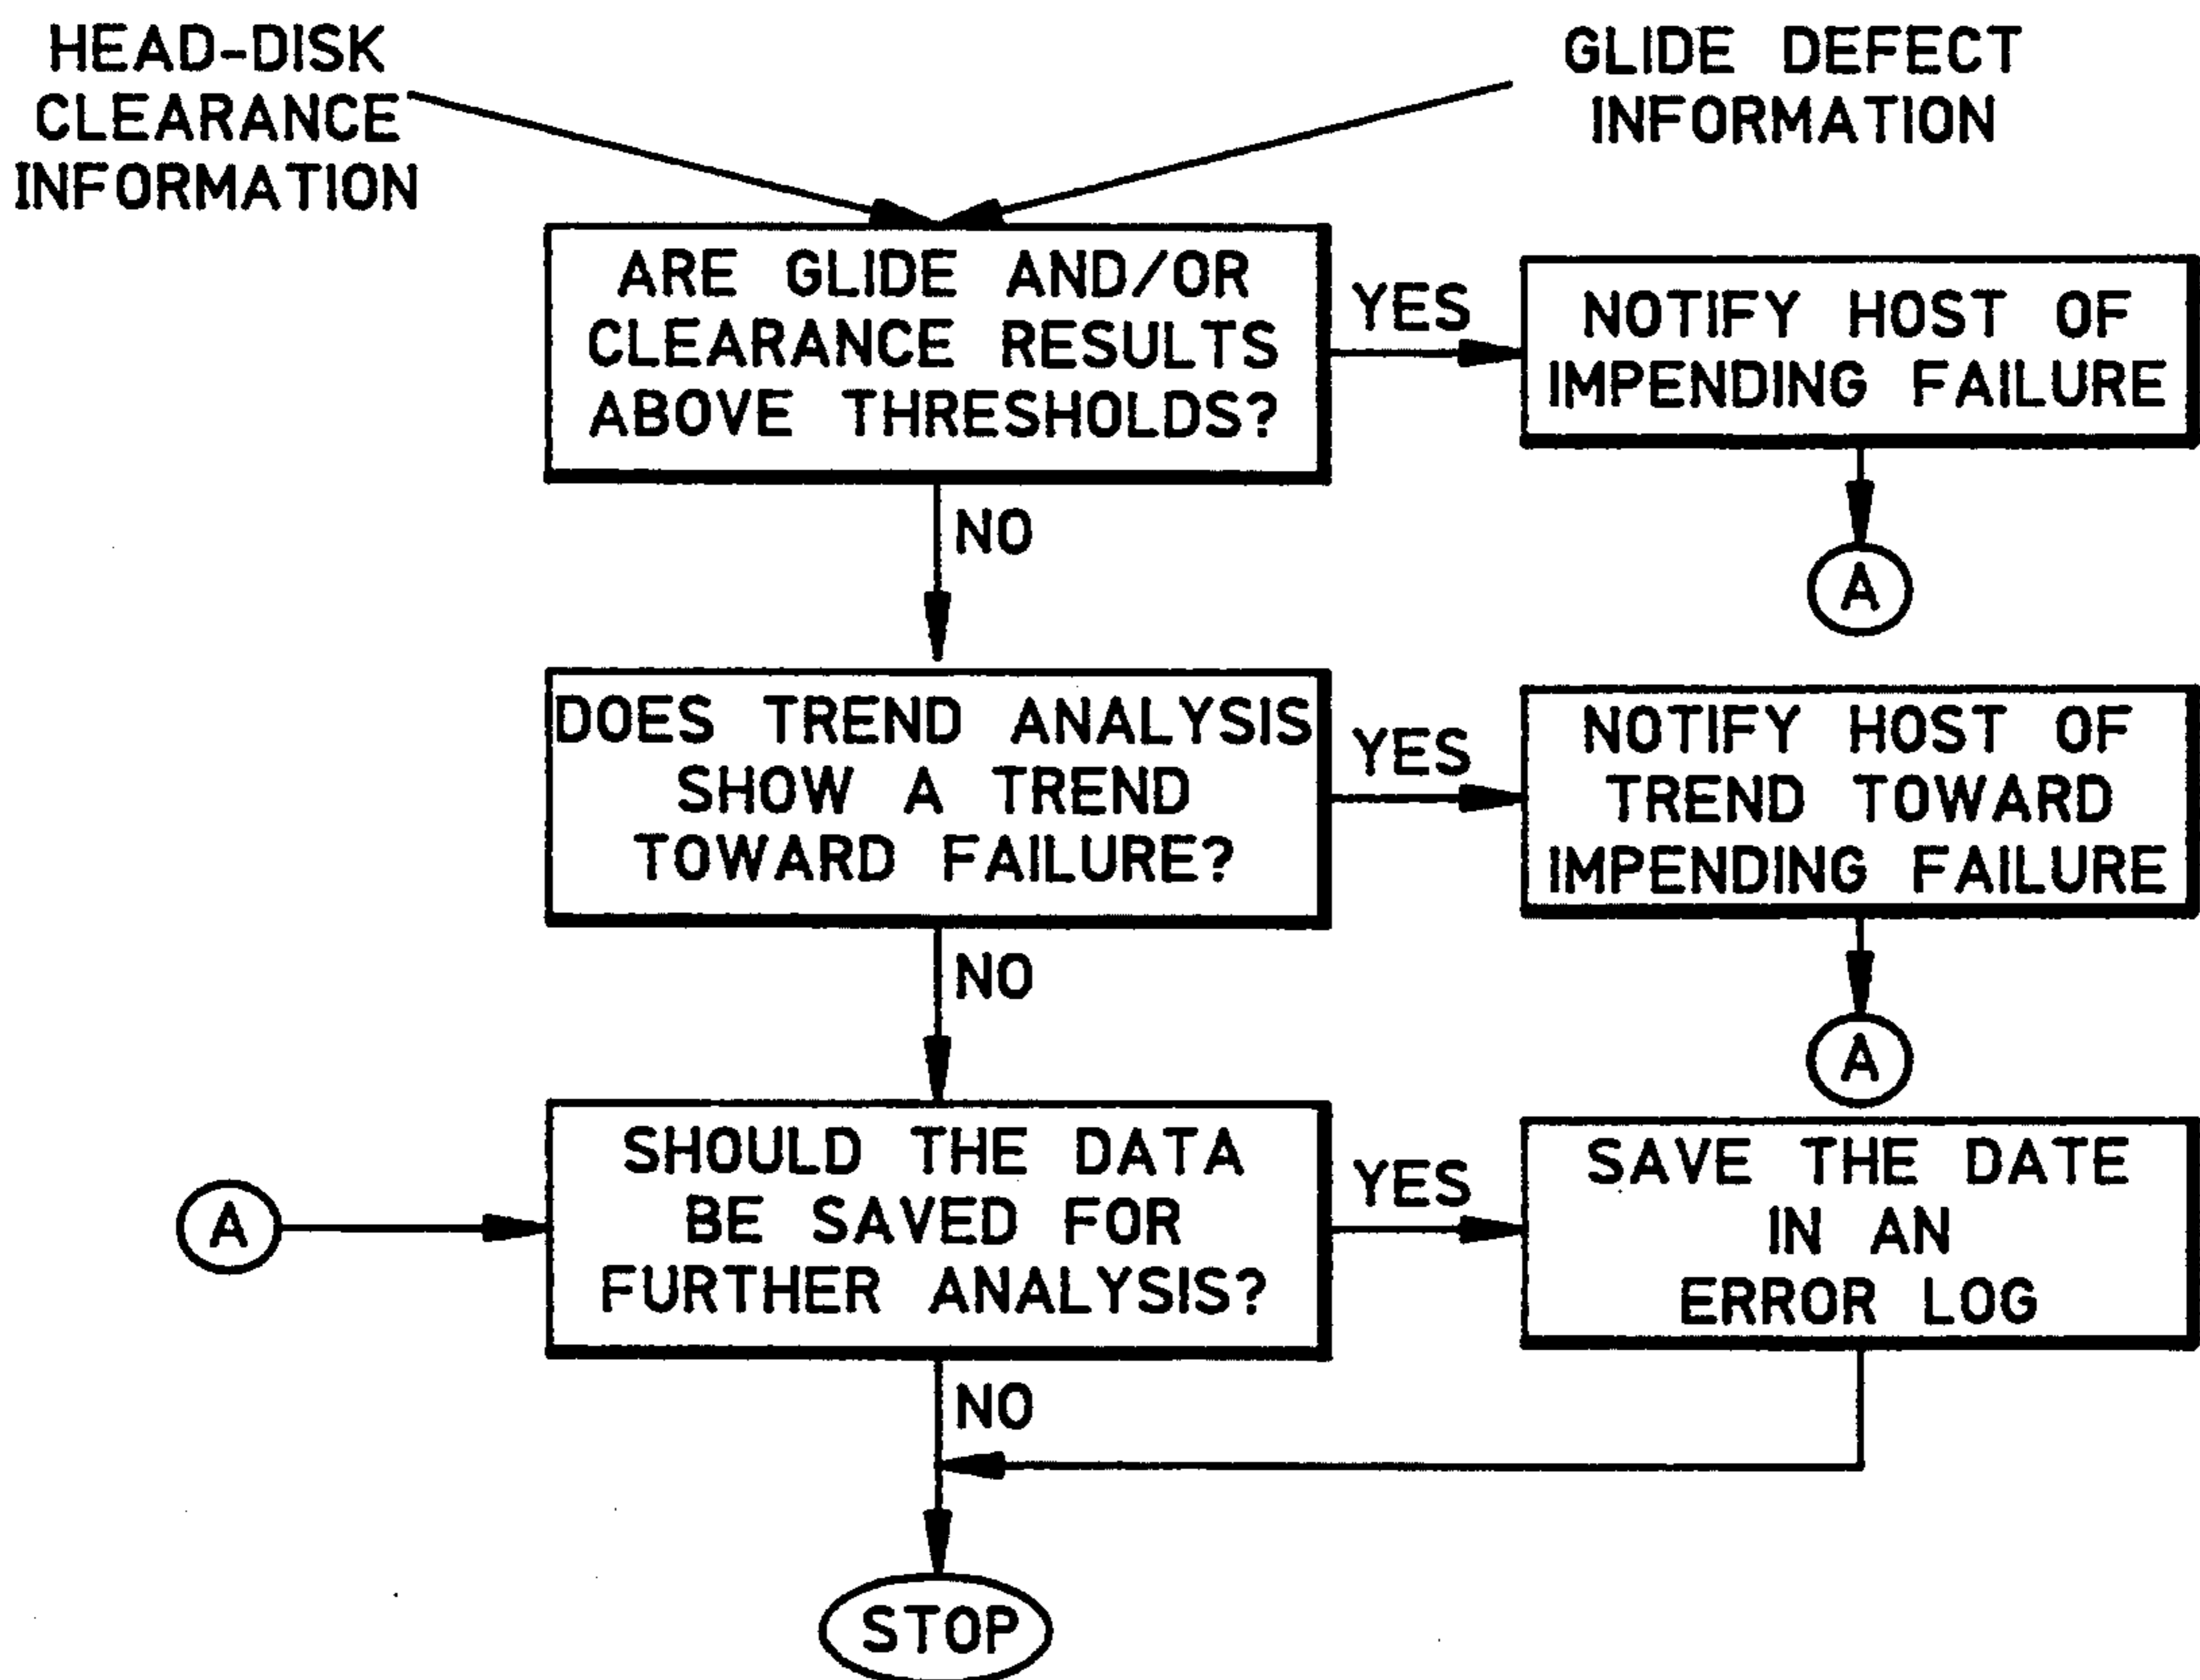 HEAD-DISK
CLEARANCE
INFORMATION
GLIDE DEFECT
INFORMATION
ARE GLIDE AND/OR
CLEARANCE RESULTS
ABOVE THRESHOLDS?
YES
NOTIFY HOST OF
IMPENDING FAILURE
NO
A
DOES TREND ANALYSIS
SHOW A TREND
TOWARD FAILURE?
YES
NOTIFY HOST OF
TREND TOWARD
IMPENDING FAILURE
NO
A
A
SHOULD THE DATA
BE SAVED FOR
FURTHER ANALYSIS?
YES
SAVE THE DATE
IN AN
ERROR LOG
NO
STOP